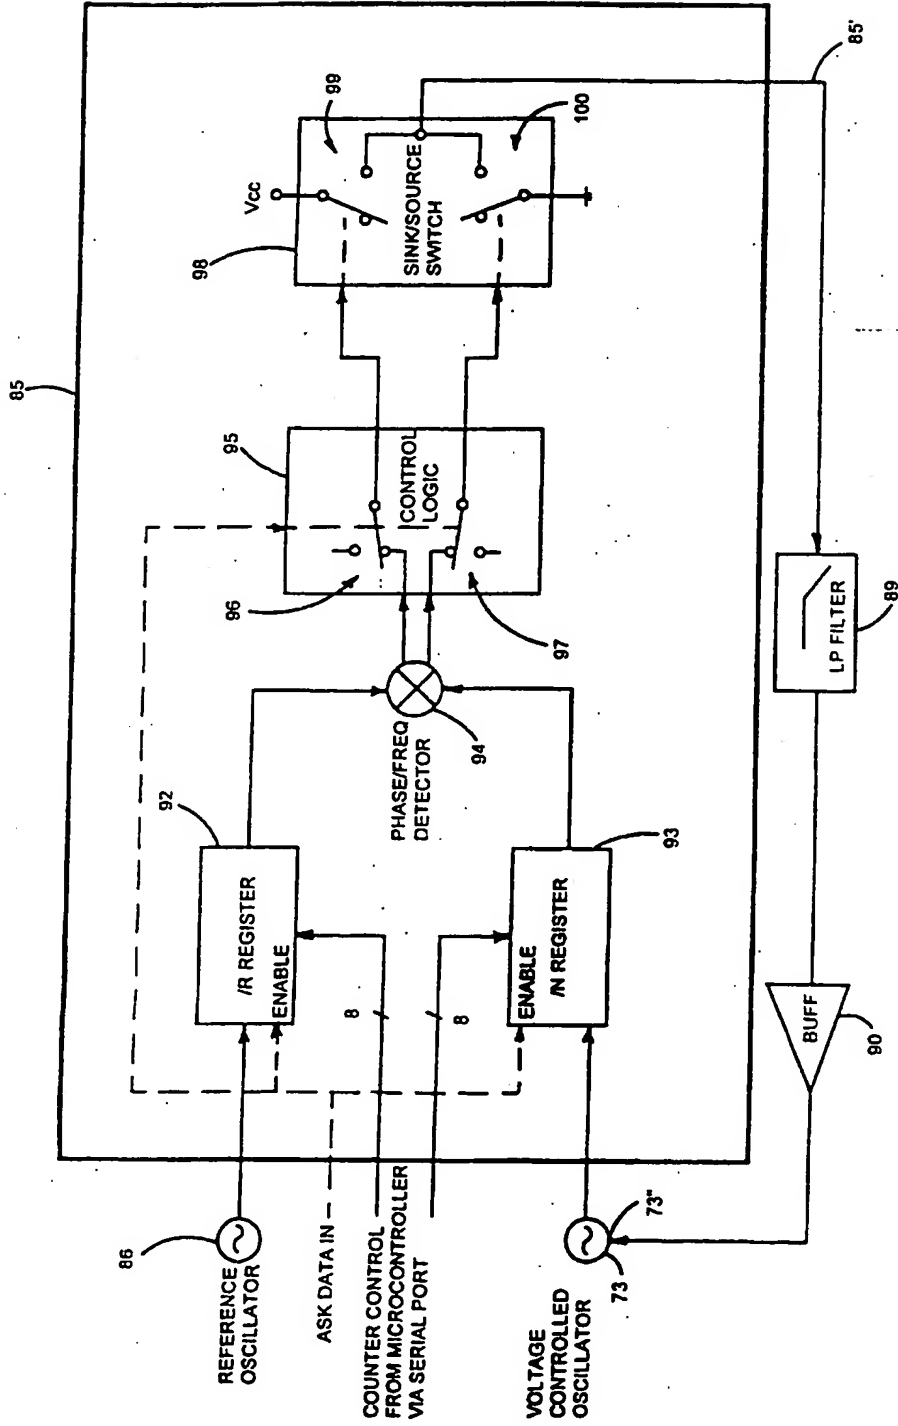 85
86
REFERENCE
OSCILLATOR
ASK DATA IN
COUNTER CONTROL
FROM MICROCONTROLLER
VIA SERIAL PORT
VOLTAGE
CONTROLLED
OSCILLATOR
73
73"
92
/R REGISTER
ENABLE
8
8
ENABLE
/N REGISTER
93
PHASE/FREQ
DETECTOR
94
95
96
CONTROL
LOGIC
97
98
Vcc
99
SINK/SOURCE
SWITCH
100
85'
LP FILTER
89
BUFF
90